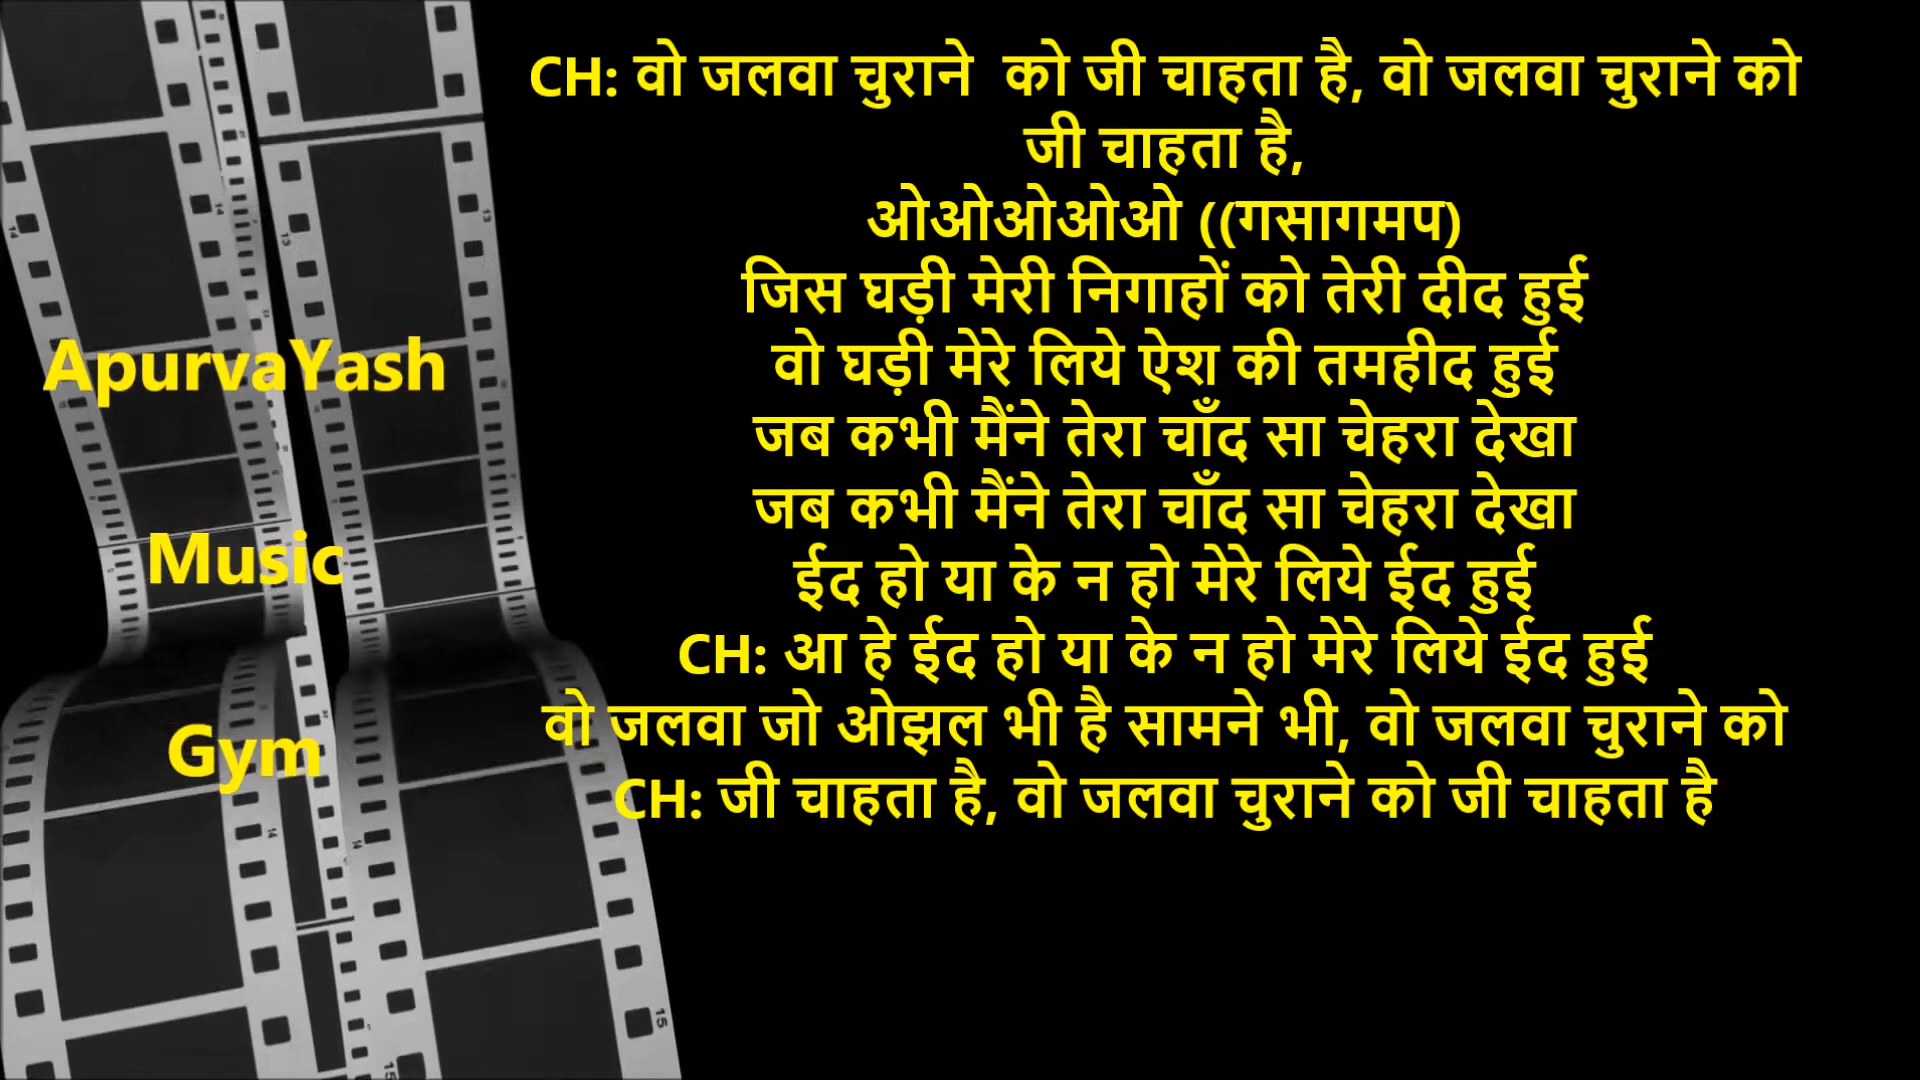 CH: वो जलवा चुराने  को जी चाहता है, वो जलवा चुराने को
जी चाहता है,
ओओओओओ ((गसागमप)
जिस घड़ी मेरी निगाहों को तेरी दीद हुई
वो घड़ी मेरे लिये ऐश की तमहीद हुई
जब कभी मैंने तेरा चाँद सा चेहरा देखा
जब कभी मैंने तेरा चाँद सा चेहरा देखा
ईद हो या के न हो मेरे लिये ईद हुई
CH: आ हे ईद हो या के न हो मेरे लिये ईद हुई
वो जलवा जो ओझल भी है सामने भी, वो जलवा चुराने को
CH: जी चाहता है, वो जलवा चुराने को जी चाहता है
ApurvaYash
Music
Gym